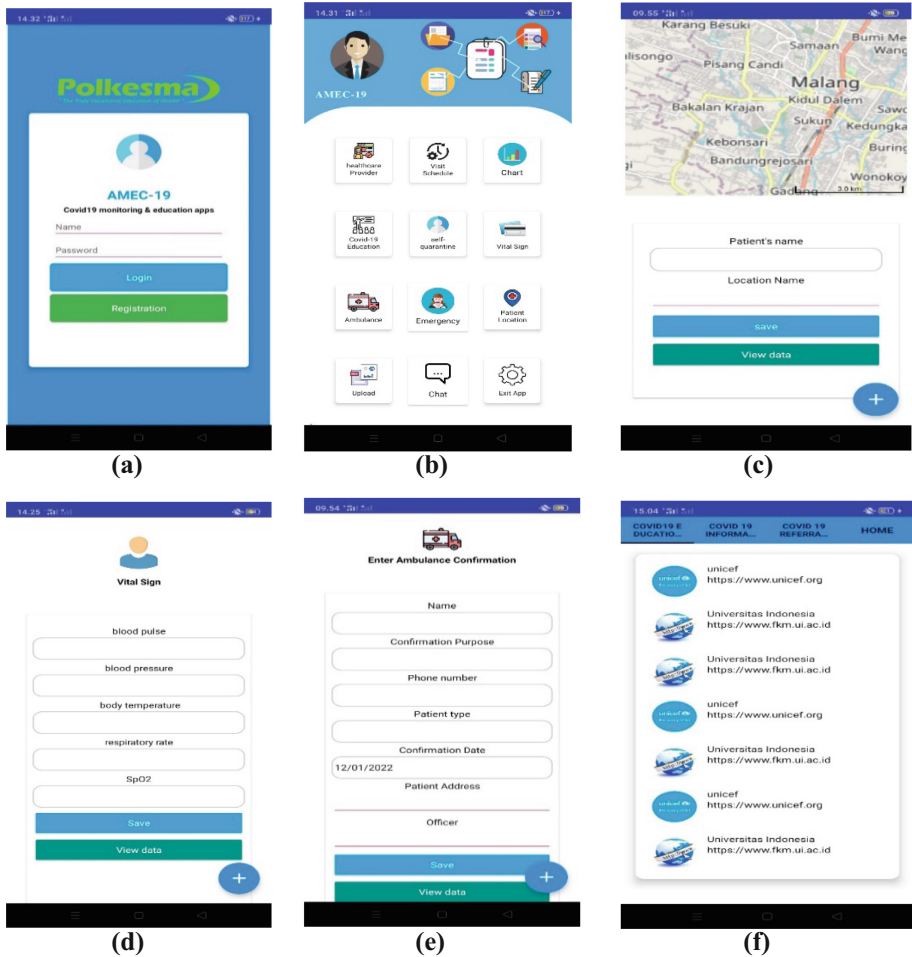 14.32
Polkesma
AMEC-19
Covid19 monitoring & education apps
Name
Password
Login
Registration
(a)
14.31
AMEC-19
healthcare
Provider
Visit
Schedule
Chart
Covid-19
Education
self-
quarantine
Vital Sign
Ambulance
Emergency
Patient
Location
Upload
Chat
Exit App
(b)
09.55
Karang Besuki
Bumi Me
Samaan
Wang
lisongo
Pisang Candi
Malang
Kidul Dalem
Bakalan Krajan
Sawo
Sukun
Kedungka
Kebonsari
Buring
gi
Bandungrejosari
Wonokoy
Gadang
3.0 km
Patient's name
Location Name
save
View data
+
(c)
14.25
Vital Sign
blood pulse
blood pressure
body temperature
respiratory rate
SpO2
Save
View data
+
(d)
09.54
Enter Ambulance Confirmation
Name
Confirmation Purpose
Phone number
Patient type
Confirmation Date
12/01/2022
Patient Address
Officer
Save
View data
+
(e)
15.04
COVID19 E
DUCATIO...
COVID 19
INFORMA...
COVID 19
REFERRA...
HOME
unicef
https://www.unicef.org
Universitas Indonesia
https://www.fkm.ui.ac.id
Universitas Indonesia
https://www.fkm.ui.ac.id
unicef
https://www.unicef.org
Universitas Indonesia
https://www.fkm.ui.ac.id
unicef
https://www.unicef.org
Universitas Indonesia
https://www.fkm.ui.ac.id
(f)